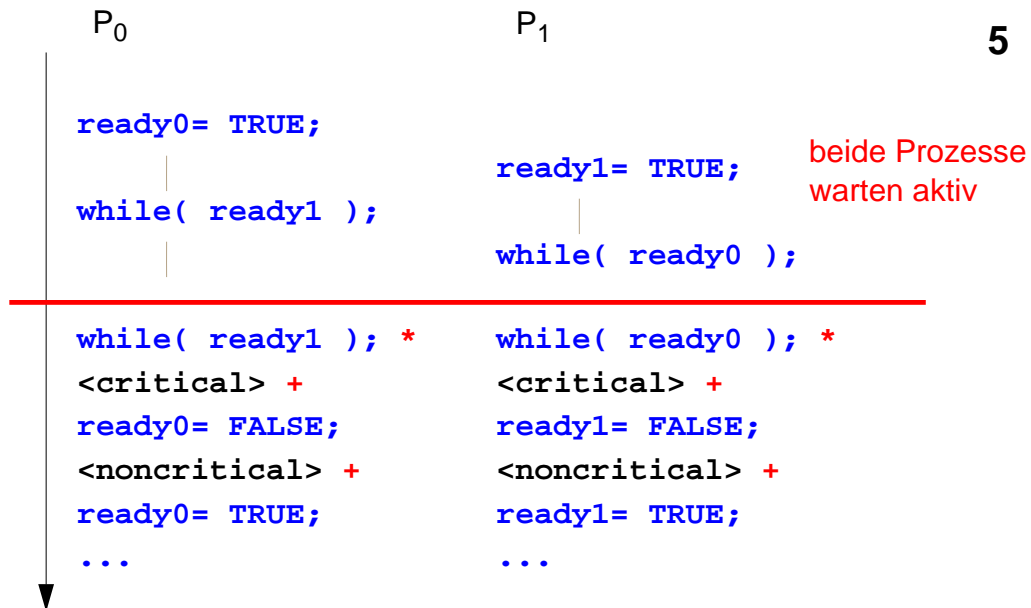 P0 P1
5
ready0= TRUE;
ready1= TRUE;
beide Prozesse
warten aktiv
while( ready1 );
while( ready0 );
while( ready1 ); * while( ready0 ); *
<critical> + <critical> +
ready0= FALSE; ready1= FALSE;
<noncritical> + <noncritical> +
ready0= TRUE; ready1= TRUE;
... ...